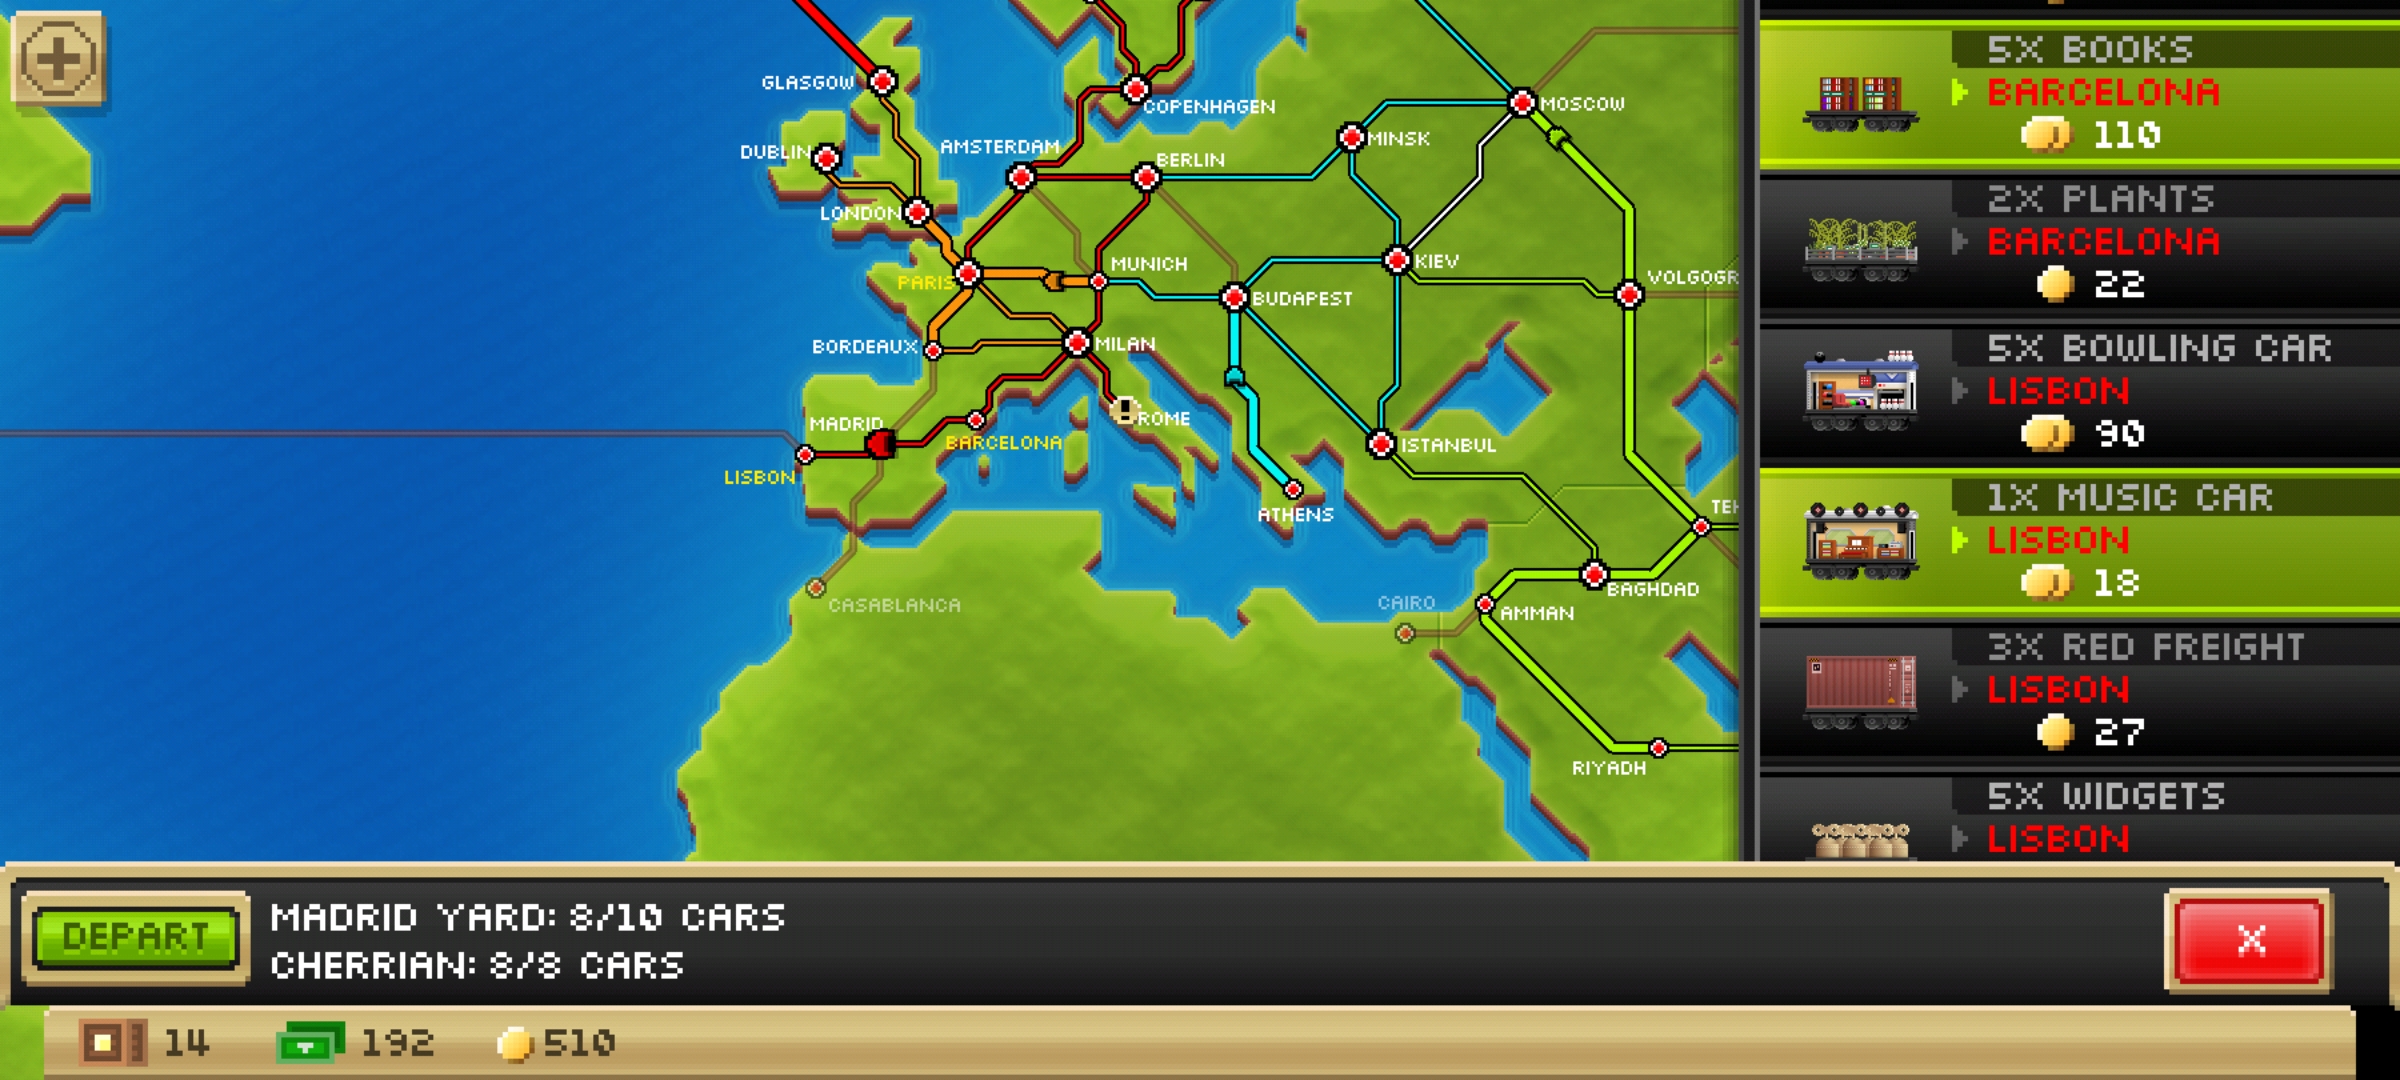 GLASGOW
COPENHAGEN
MOSCOW
MINSK
DUBLIN
AMSTERDAM
BERLIN
LONDON
MUNICH
KIEV
PARIS
VOLGOGR
BUDAPEST
BORDEAUX
MILAN
MADRID
ROME
BARCELONA
ISTANBUL
LISBON
ATHENS
TEH
CASABLANCA
CAIRO
BAGHDAD
AMMAN
RIYADH
5X BOOKS
BARCELONA
110
2X PLANTS
BARCELONA
22
5X BOWLING CAR
LISBON
90
1X MUSIC CAR
LISBON
18
3X RED FREIGHT
LISBON
27
5X WIDGETS
LISBON
DEPART
MADRID YARD: 8/10 CARS
CHERRIAN: 8/8 CARS
X
14
192
510